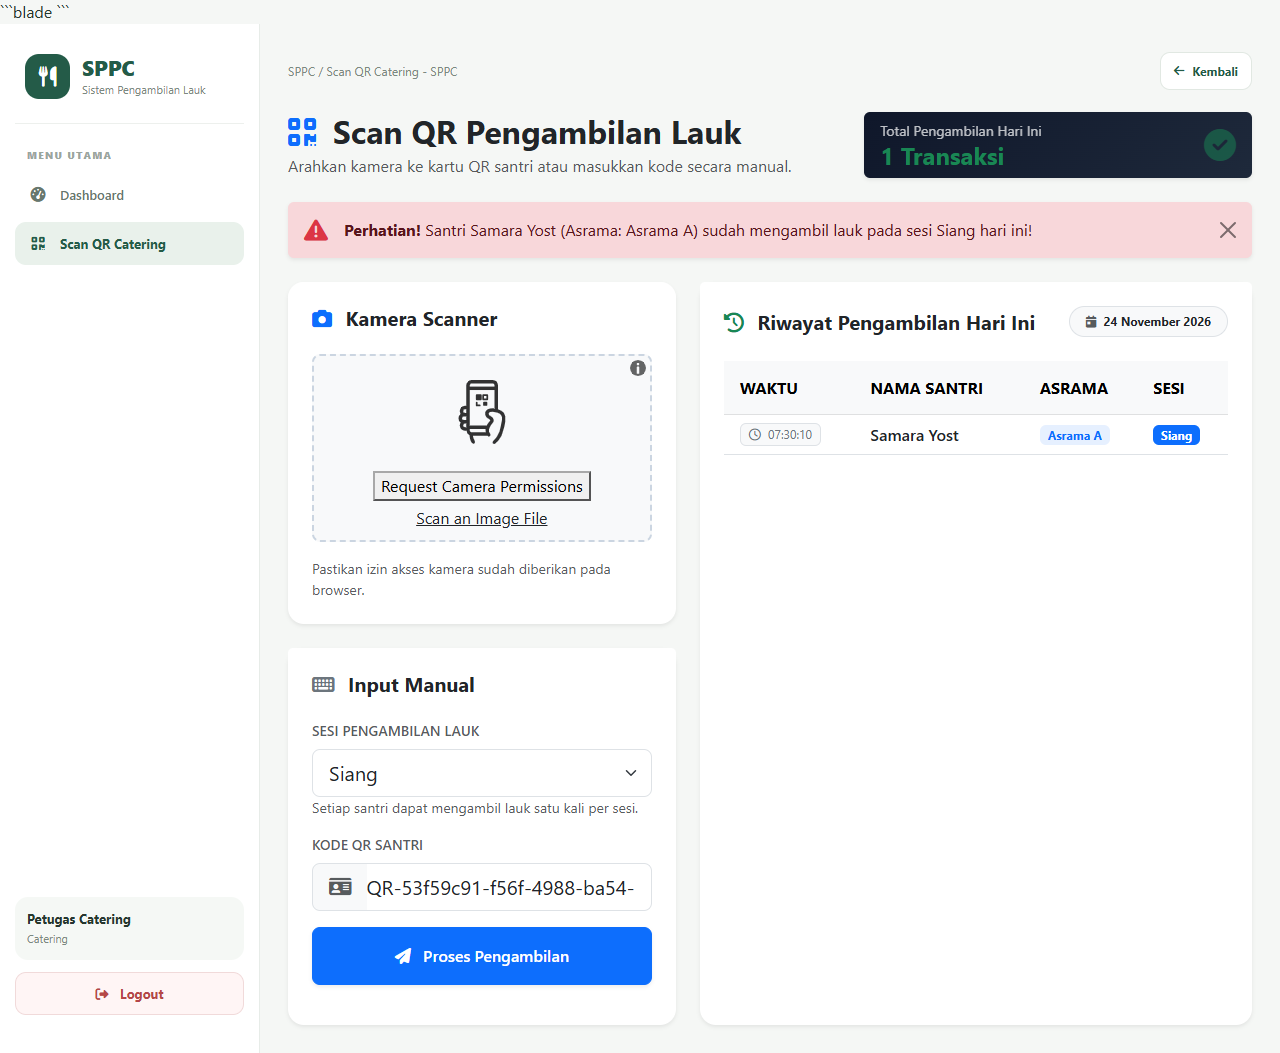 ```blade ```
SPPC
Sistem Pengambilan Lauk
MENU UTAMA
Dashboard
Scan QR Catering
Petugas Catering
Catering
Logout
SPPC / Scan QR Catering - SPPC
Kembali
Scan QR Pengambilan Lauk
Arahkan kamera ke kartu QR santri atau masukkan kode secara manual.
Total Pengambilan Hari Ini
1 Transaksi
Perhatian! Santri Samara Yost (Asrama: Asrama A) sudah mengambil lauk pada sesi Siang hari ini!
Kamera Scanner
Request Camera Permissions
Scan an Image File
Pastikan izin akses kamera sudah diberikan pada
browser.
Input Manual
SESI PENGAMBILAN LAUK
Siang
Setiap santri dapat mengambil lauk satu kali per sesi.
KODE QR SANTRI
QR-53f59c91-f56f-4988-ba54-
Proses Pengambilan
Riwayat Pengambilan Hari Ini
24 November 2026
WAKTU NAMA SANTRI ASRAMA SESI
07:30:10 Samara Yost Asrama A Siang